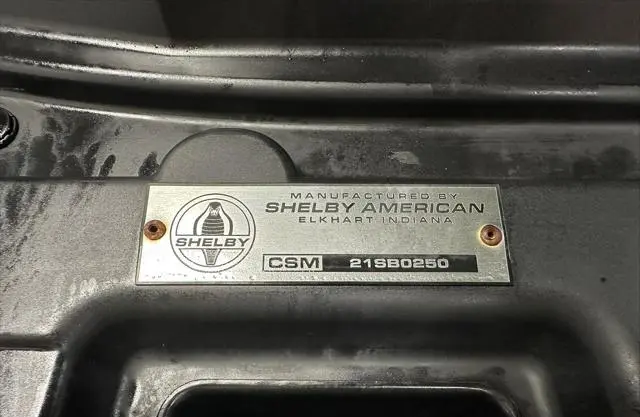 MANUFACTURED BY
SHELBY AMERICAN
ELKHART INDIANA
SHELBY
CSM 21SB0250